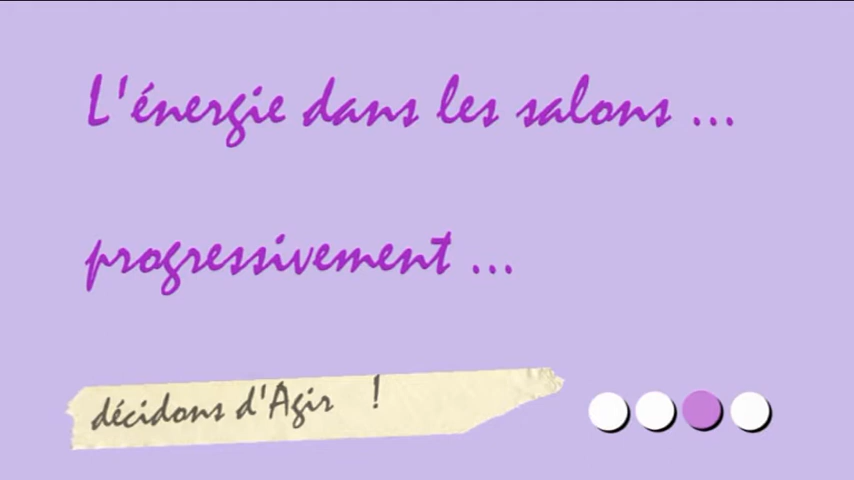 L'énergie dans les salons ...
progressivement ...
décidons d'Agir !